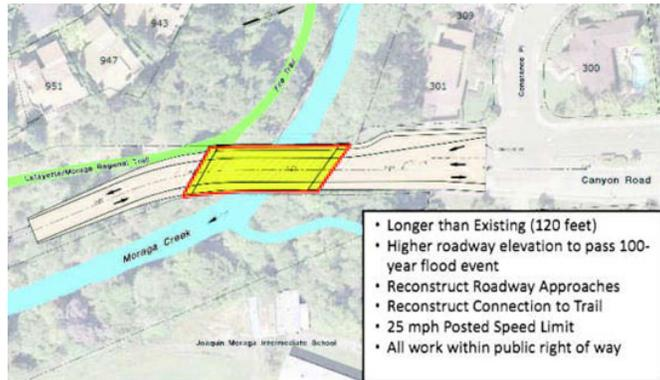 943
947
951
309
301
300
Constance Pl
Fire Trail
Lafayette/Moraga Regional Trail
Canyon Road
Moraga Creek
Joaquin Moraga Intermediate School
• Longer than Existing (120 feet)
• Higher roadway elevation to pass 100-
year flood event
• Reconstruct Roadway Approaches
• Reconstruct Connection to Trail
• 25 mph Posted Speed Limit
• All work within public right of way